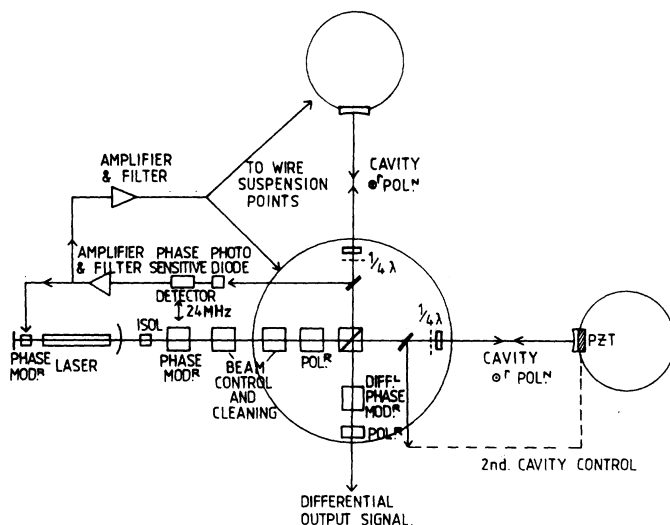 AMPLIFIER
& FILTER
TO WIRE
SUSPENSION
POINTS
CAVITY
⊙ʳ POL.ᴺ
AMPLIFIER
& FILTER
PHASE
SENSITIVE
DETECTOR
PHOTO
DIODE
24MHz
1/4 λ
1/4 λ
PHASE
MOD.ᴿ
LASER
ISOL
PHASE
MOD.ᴿ
BEAM
CONTROL
AND
CLEANING
POL.ᴿ
CAVITY
⊙ʳ POL.ᴺ
PZT
DIFF.ᴸ
PHASE
MOD.ᴿ
POL.ᴿ
2nd. CAVITY CONTROL
DIFFERENTIAL
OUTPUT SIGNAL.